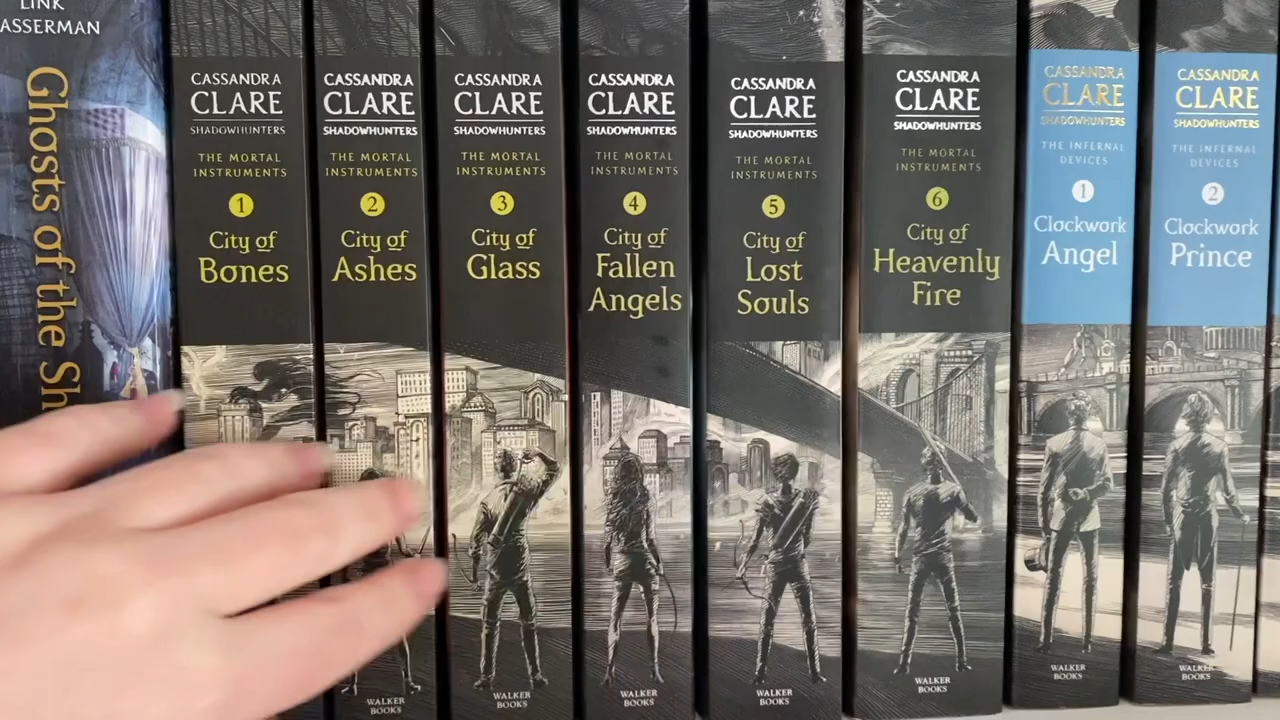 LINK
ASSERMAN
Ghosts of the Sh
CASSANDRA
CLARE
SHADOWHUNTERS
THE MORTAL
INSTRUMENTS
1
City of
Bones
CASSANDRA
CLARE
SHADOWHUNTERS
THE MORTAL
INSTRUMENTS
2
City of
Ashes
WALKER
BOOKS
CASSANDRA
CLARE
SHADOWHUNTERS
THE MORTAL
INSTRUMENTS
3
City of
Glass
WALKER
BOOKS
CASSANDRA
CLARE
SHADOWHUNTERS
THE MORTAL
INSTRUMENTS
4
City of
Fallen
Angels
WALKER
BOOKS
CASSANDRA
CLARE
SHADOWHUNTERS
THE MORTAL
INSTRUMENTS
5
City of
Lost
Souls
WALKER
BOOKS
CASSANDRA
CLARE
SHADOWHUNTERS
THE MORTAL
INSTRUMENTS
6
City of
Heavenly
Fire
WALKER
BOOKS
CASSANDRA
CLARE
SHADOWHUNTERS
THE INFERNAL
DEVICES
1
Clockwork
Angel
WALKER
BOOKS
CASSANDRA
CLARE
SHADOWHUNTERS
THE INFERNAL
DEVICES
2
Clockwork
Prince
WALKER
BOOKS